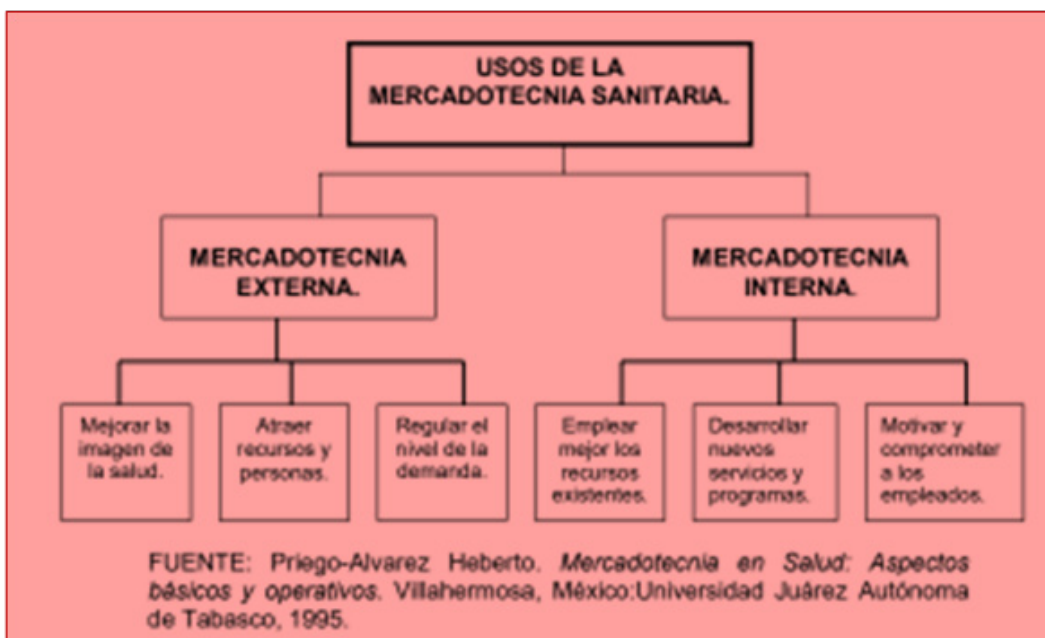 USOS DE LA
MERCADOTECNIA SANITARIA.
MERCADOTECNIA
EXTERNA.
MERCADOTECNIA
INTERNA.
Mejorar la
imagen de
la salud.
Atraer
recursos y
personas.
Regular el
nivel de la
demanda.
Emplear
mejor los
recursos
existentes.
Desarrollar
nuevos
servicios y
programas.
Motivar y
comprometer
a los
empleados.
FUENTE: Priego-Alvarez Heberto. Mercadotecnia en Salud: Aspectos
básicos y operativos. Villahermosa, México:Universidad Juárez Autónoma
de Tabasco, 1995.